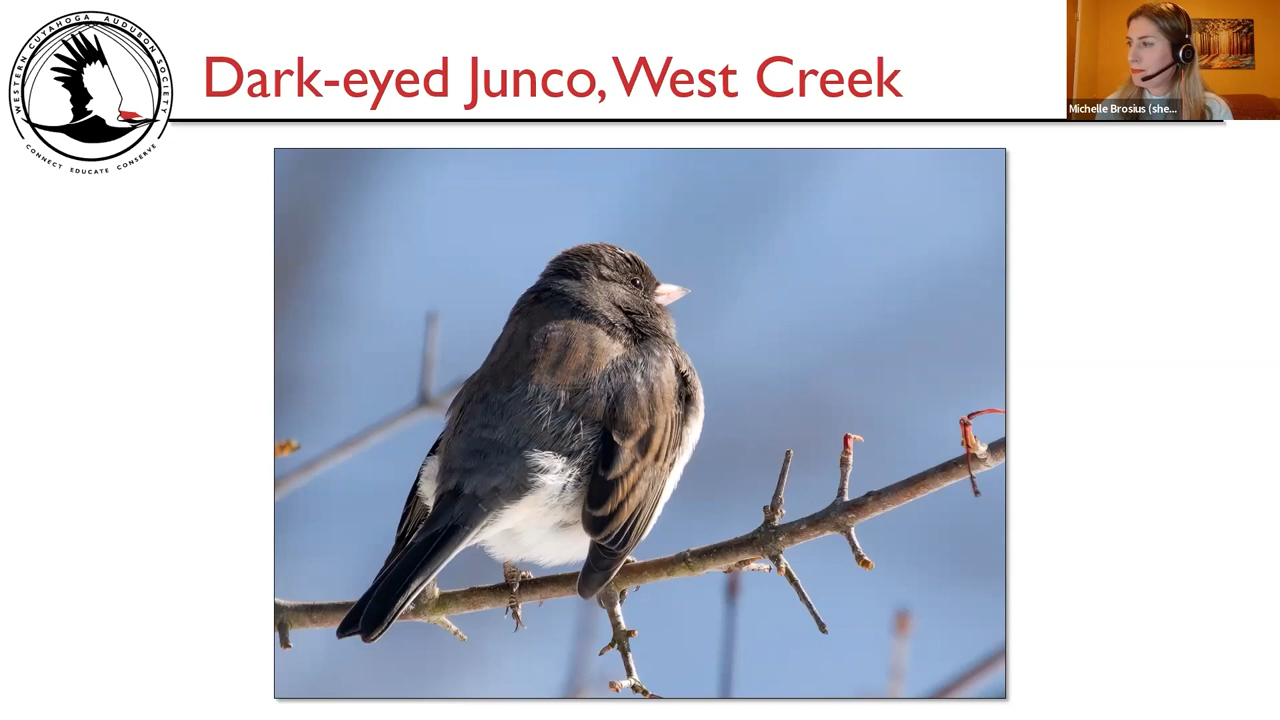 WESTERN CUYAHOGA AUDUBON SOCIETY
CONNECT EDUCATE CONSERVE
Dark-eyed Junco, West Creek
Michelle Brosius (she...